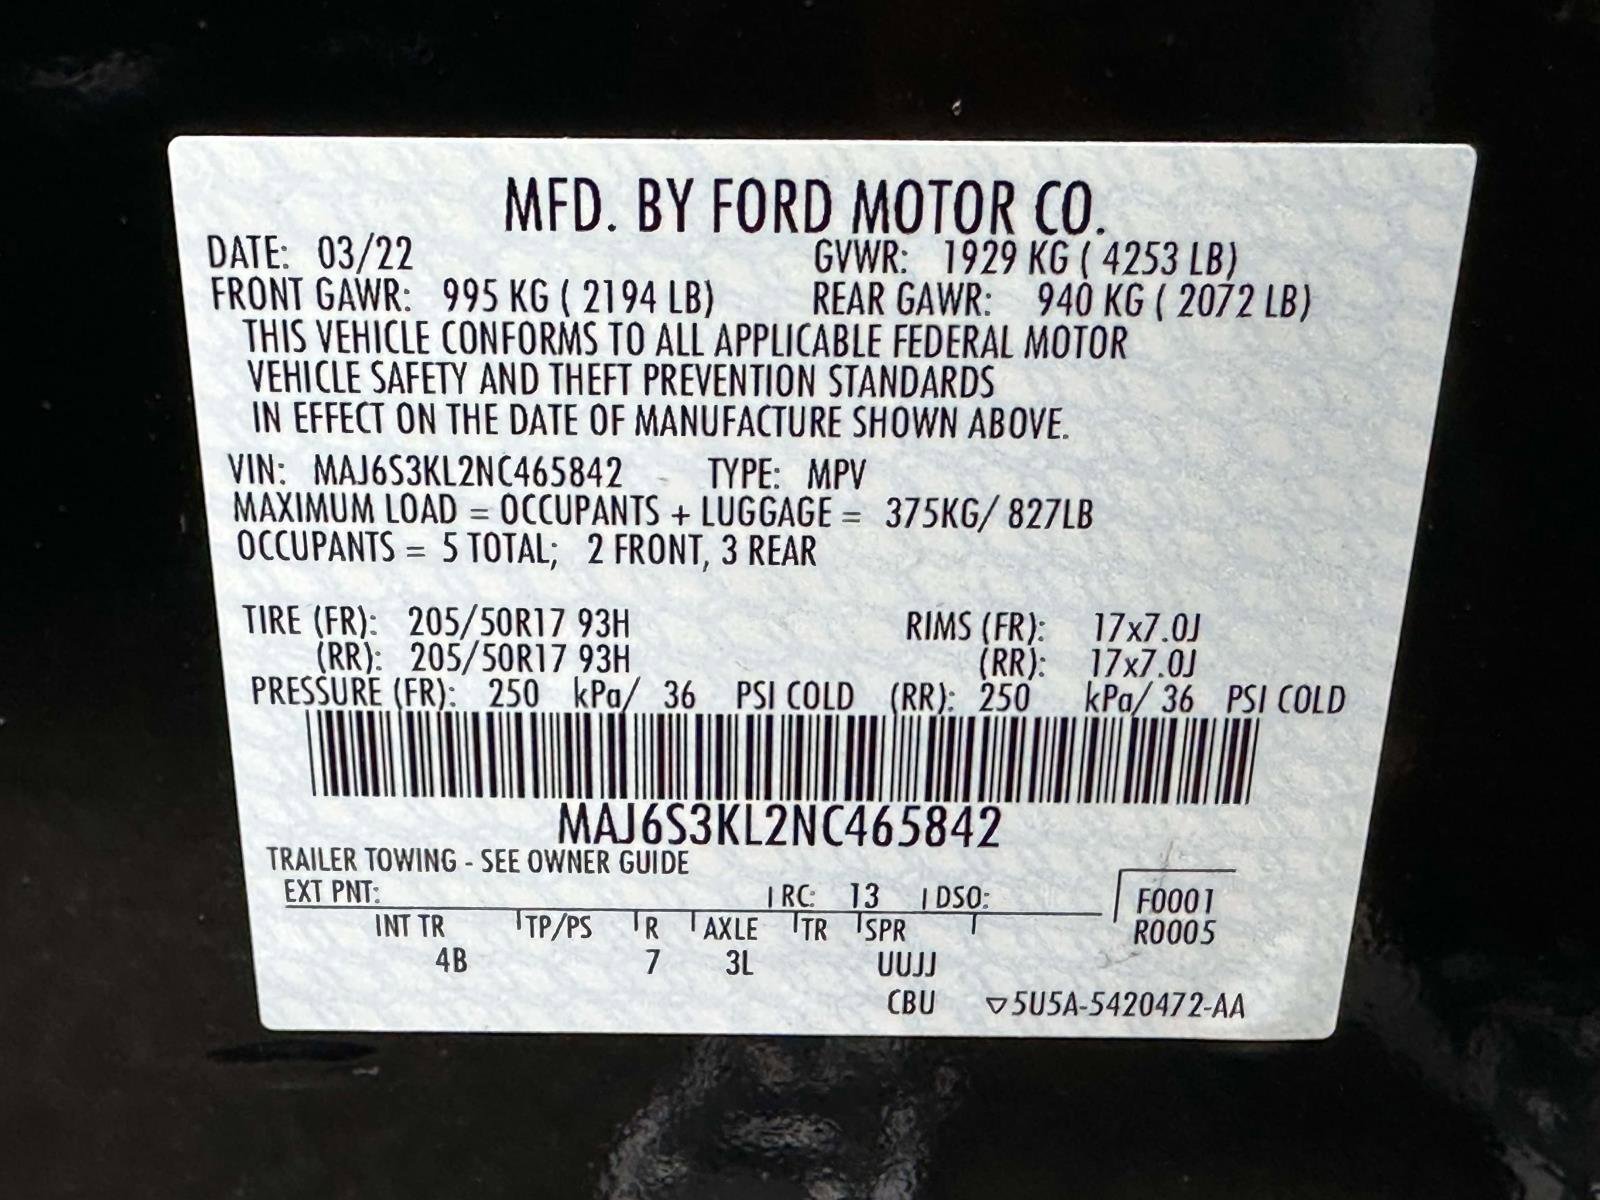 MFD. BY FORD MOTOR CO.
DATE: 03/22 GVWR: 1929 KG ( 4253 LB)
FRONT GAWR: 995 KG ( 2194 LB) REAR GAWR: 940 KG ( 2072 LB)
THIS VEHICLE CONFORMS TO ALL APPLICABLE FEDERAL MOTOR
VEHICLE SAFETY AND THEFT PREVENTION STANDARDS
IN EFFECT ON THE DATE OF MANUFACTURE SHOWN ABOVE.
VIN: MAJ6S3KL2NC465842 TYPE: MPV
MAXIMUM LOAD = OCCUPANTS + LUGGAGE = 375KG/ 827LB
OCCUPANTS = 5 TOTAL; 2 FRONT, 3 REAR
TIRE (FR): 205/50R17 93H RIMS (FR): 17x7.0J
(RR): 205/50R17 93H (RR): 17x7.0J
PRESSURE (FR): 250 kPa/ 36 PSI COLD (RR): 250 kPa/ 36 PSI COLD
MAJ6S3KL2NC465842
TRAILER TOWING - SEE OWNER GUIDE
EXT PNT: RC: 13 DSO: F0001
INT TR TP/PS R AXLE TR SPR R0005
4B 7 3L UUJJ
CBU ▽5U5A-5420472-AA